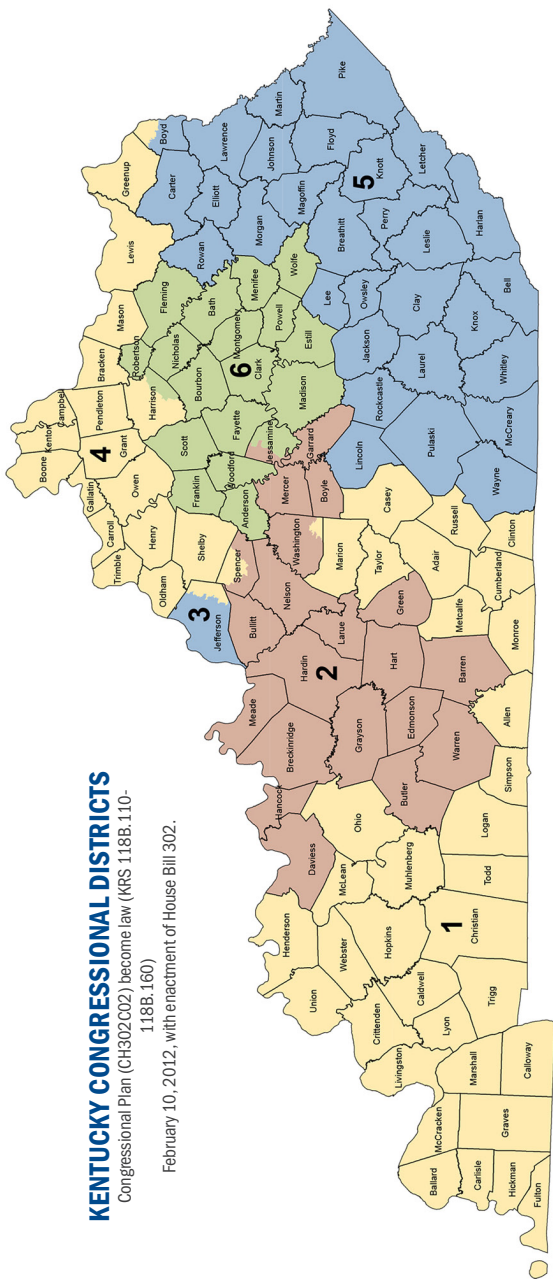 KENTUCKY CONGRESSIONAL DISTRICTS
Congressional Plan (CH302C02) become law (KRS 118B.110-
118B.160)
February 10, 2012, with enactment of House Bill 302.
Boone
Kenton
Campbell
Gallatin
Pendleton
Bracken
Grant
4
Carroll
Owen
Mason
Lewis
Greenup
Boyd
Trimble
Henry
Harrison
Robertson
Fleming
Carter
Oldham
Nicholas
Rowan
Elliott
Lawrence
Shelby
Franklin
Scott
Bourbon
Bath
3
Jefferson
Spencer
Anderson
Woodford
Fayette
6
Clark
Montgomery
Menifee
Morgan
Johnson
Martin
Bullitt
Jessamine
Powell
Wolfe
Magoffin
Meade
Nelson
Washington
Mercer
Garrard
Madison
Estill
Floyd
Pike
Hancock
Breckinridge
Hardin
2
Larue
Marion
Boyle
Lincoln
Rockcastle
Jackson
Lee
Owsley
Breathitt
5
Knott
Henderson
Daviess
Grayson
Hart
Taylor
Casey
Perry
Union
Webster
McLean
Ohio
Edmonson
Green
Adair
Pulaski
Laurel
Clay
Leslie
Letcher
Crittenden
Hopkins
Muhlenberg
Butler
Warren
Barren
Metcalfe
Russell
Knox
Harlan
Livingston
Caldwell
Lyon
1
Christian
Todd
Logan
Simpson
Allen
Monroe
Cumberland
Clinton
Wayne
McCreary
Whitley
Bell
Ballard
McCracken
Marshall
Trigg
Carlisle
Graves
Calloway
Hickman
Fulton